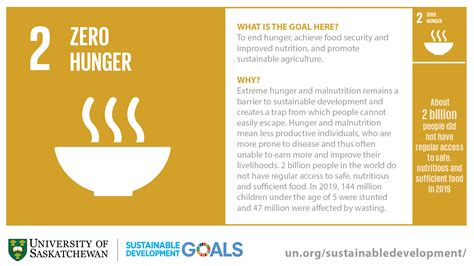 2 ZERO
HUNGER
WHAT IS THE GOAL HERE?
To end hunger, achieve food security and
improved nutrition, and promote
sustainable agriculture.
WHY?
Extreme hunger and malnutrition remains a
barrier to sustainable development and
creates a trap from which people cannot
easily escape. Hunger and malnutrition
mean less productive individuals, who are
more prone to disease and thus often
unable to earn more and improve their
livelihoods. 2 billion people in the world do
not have regular access to safe, nutritious
and sufficient food. In 2019, 144 million
children under the age of 5 were stunted
and 47 million were affected by wasting.
2 ZERO
HUNGER
About
2 billion
people did
not have
regular access
to safe,
nutritious and
sufficient food
in 2019
UNIVERSITY OF
SASKATCHEWAN
SUSTAINABLE
DEVELOPMENT GOALS
un.org/sustainabledevelopment/